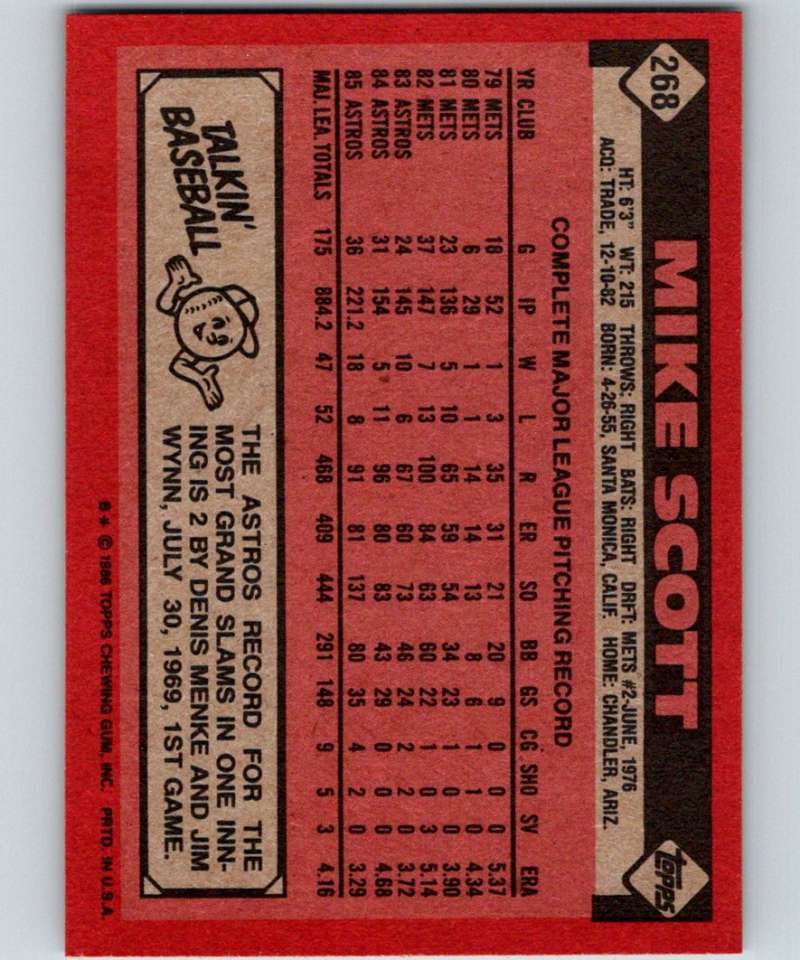 268
MIKE SCOTT
Topps
HT: 6'3" WT: 215 THROWS: RIGHT BATS: RIGHT DRFT: METS #2-JUNE, 1976
ACQ: TRADE, 12-10-82 BORN: 4-26-55, SANTA MONICA, CALIF. HOME: CHANDLER, ARIZ.
COMPLETE MAJOR LEAGUE PITCHING RECORD
YR CLUB G IP W L R ER SO BB GS CG SHO SV ERA
79 METS 18 52 1 3 35 31 21 20 9 0 0 0 5.37
80 METS 6 29 1 1 14 14 13 8 6 1 1 0 4.34
81 METS 23 136 5 10 65 59 54 34 23 1 0 0 3.90
82 METS 37 147 7 13 100 84 63 60 22 1 0 3 5.14
83 ASTROS 24 145 10 6 67 60 73 46 24 2 2 0 3.72
84 ASTROS 31 154 5 11 96 80 83 43 29 0 0 0 4.68
85 ASTROS 36 221.2 18 8 91 81 137 80 35 4 2 0 3.29
MAJ. LEA. TOTALS 175 884.2 47 52 468 409 444 291 148 9 5 3 4.16
TALKIN'
BASEBALL
THE ASTROS RECORD FOR THE
MOST GRAND SLAMS IN ONE INN-
ING IS 2 BY DENIS MENKE AND JIM
WYNN, JULY 30, 1969, 1ST GAME.
B* © 1986 TOPPS CHEWING GUM, INC. PRTD. IN U.S.A.